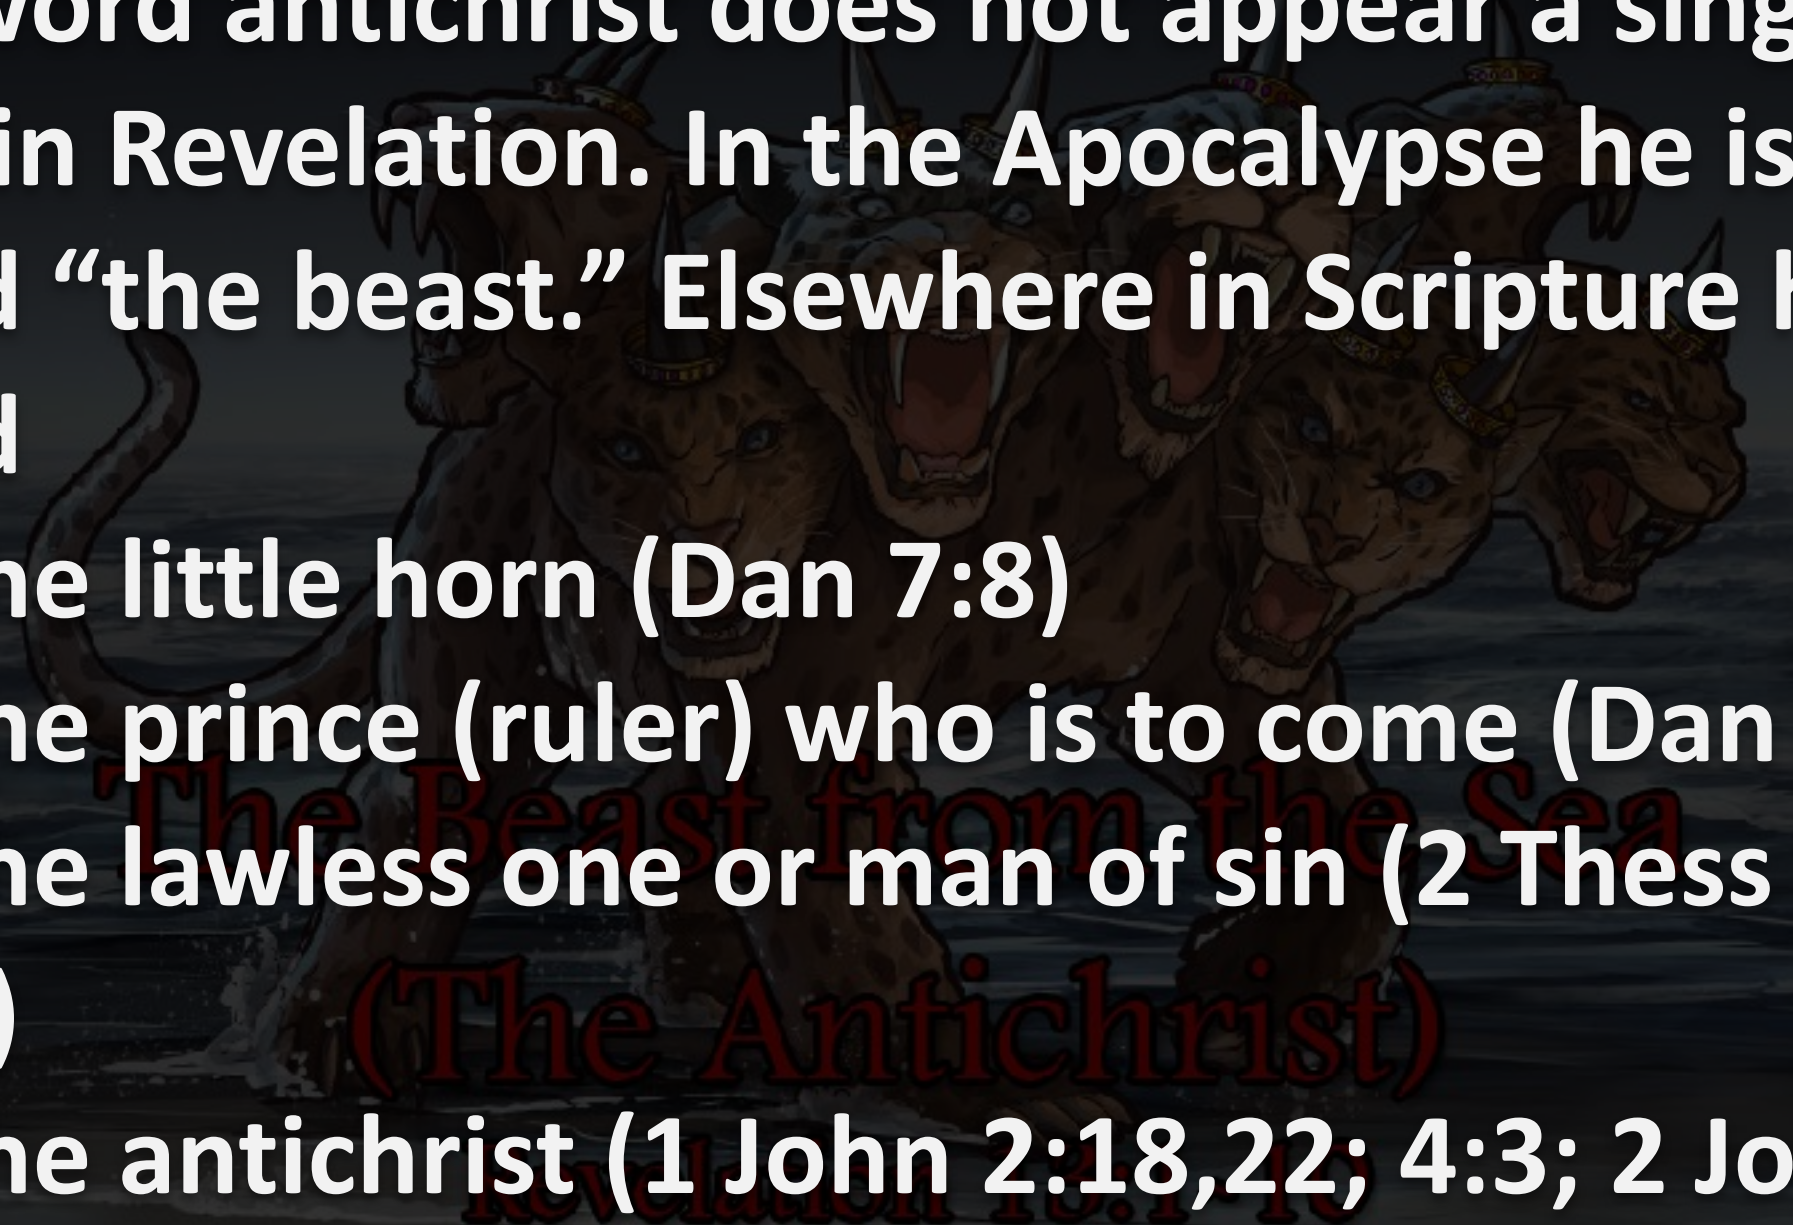 word antichrist does not appear a sing
in Revelation. In the Apocalypse he is
d “the beast.” Elsewhere in Scripture h
d
he little horn (Dan 7:8)
he prince (ruler) who is to come (Dan
The Beast from the Sea
he lawless one or man of sin (2 Thess
)
(The Antichrist)
he antichrist (1 John 2:18,22; 4:3; 2 Jo
Revelation 13:1-10